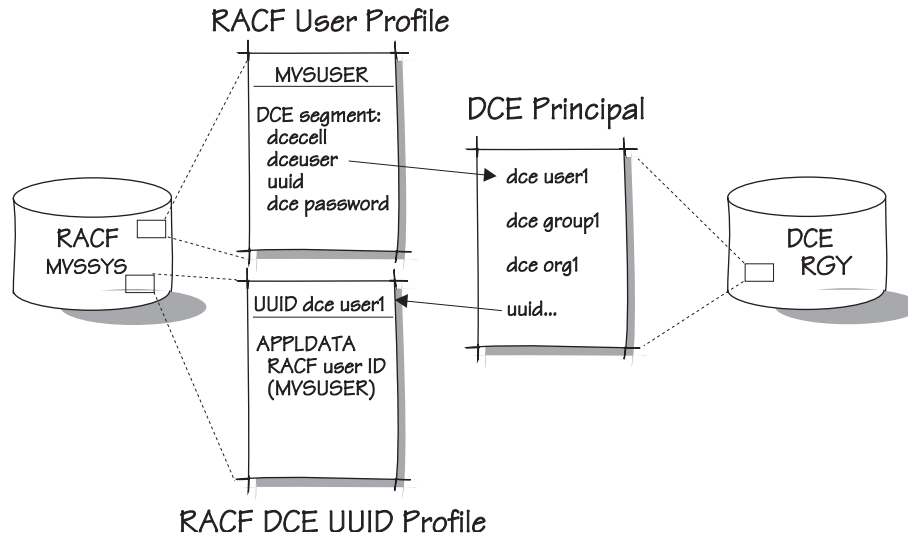 RACF User Profile
MVSUSER
DCE segment:
dcecell
dceuser
uuid
dce password
DCE Principal
dce user1
dce group1
dce org1
uuid...
RACF
MVSSYS
DCE
RGY
UUID dce user1
APPLDATA
RACF user ID
(MVSUSER)
RACF DCE UUID Profile